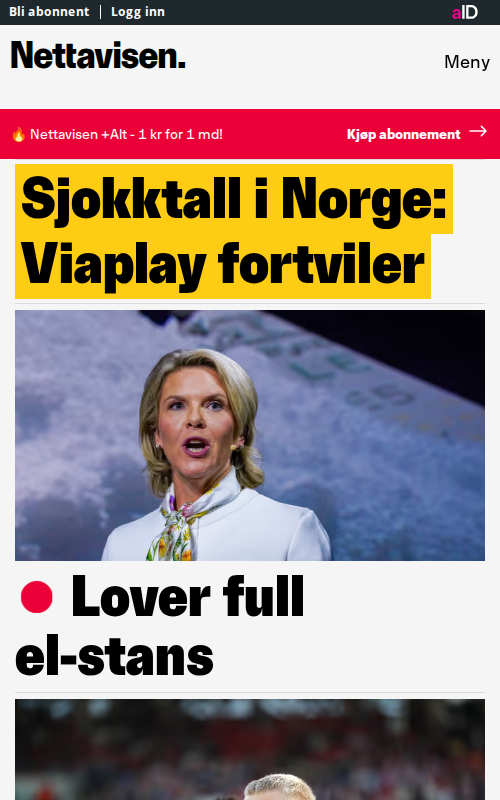 Bli abonnent | Logg inn
aID
Nettavisen.
Meny
🔥 Nettavisen +Alt - 1 kr for 1 md!
Kjøp abonnement →
Sjokktall i Norge:
Viaplay fortviler
Lover full
el-stans